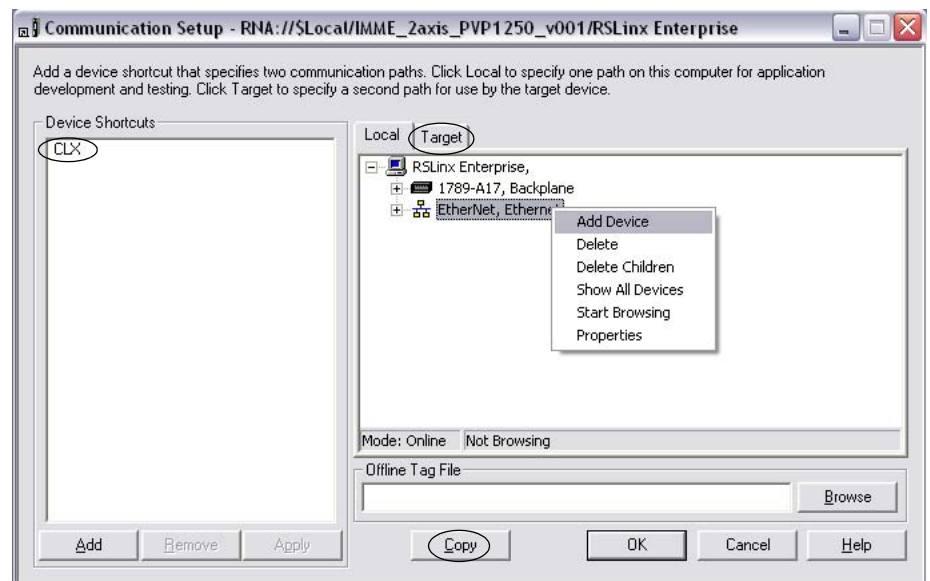 Communication Setup - RNA://$Local/IMME_2axis_PVP1250_v001/RSLinx Enterprise
Add a device shortcut that specifies two communication paths. Click Local to specify one path on this computer for application
development and testing. Click Target to specify a second path for use by the target device.
Device Shortcuts
CLX
Local
Target
RSLinx Enterprise,
1789-A17, Backplane
EtherNet, Ethernet
Add Device
Delete
Delete Children
Show All Devices
Start Browsing
Properties
Mode: Online
Not Browsing
Offline Tag File
Browse
Add
Remove
Apply
Copy
OK
Cancel
Help